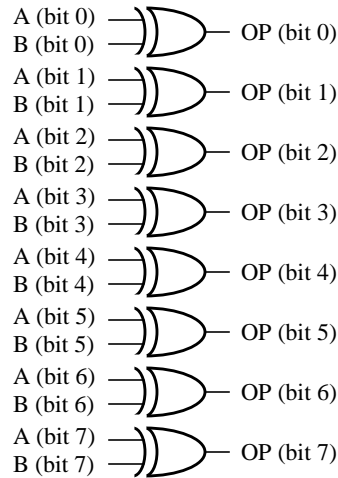 A (bit 0)
B (bit 0)
OP (bit 0)
A (bit 1)
B (bit 1)
OP (bit 1)
A (bit 2)
B (bit 2)
OP (bit 2)
A (bit 3)
B (bit 3)
OP (bit 3)
A (bit 4)
B (bit 4)
OP (bit 4)
A (bit 5)
B (bit 5)
OP (bit 5)
A (bit 6)
B (bit 6)
OP (bit 6)
A (bit 7)
B (bit 7)
OP (bit 7)